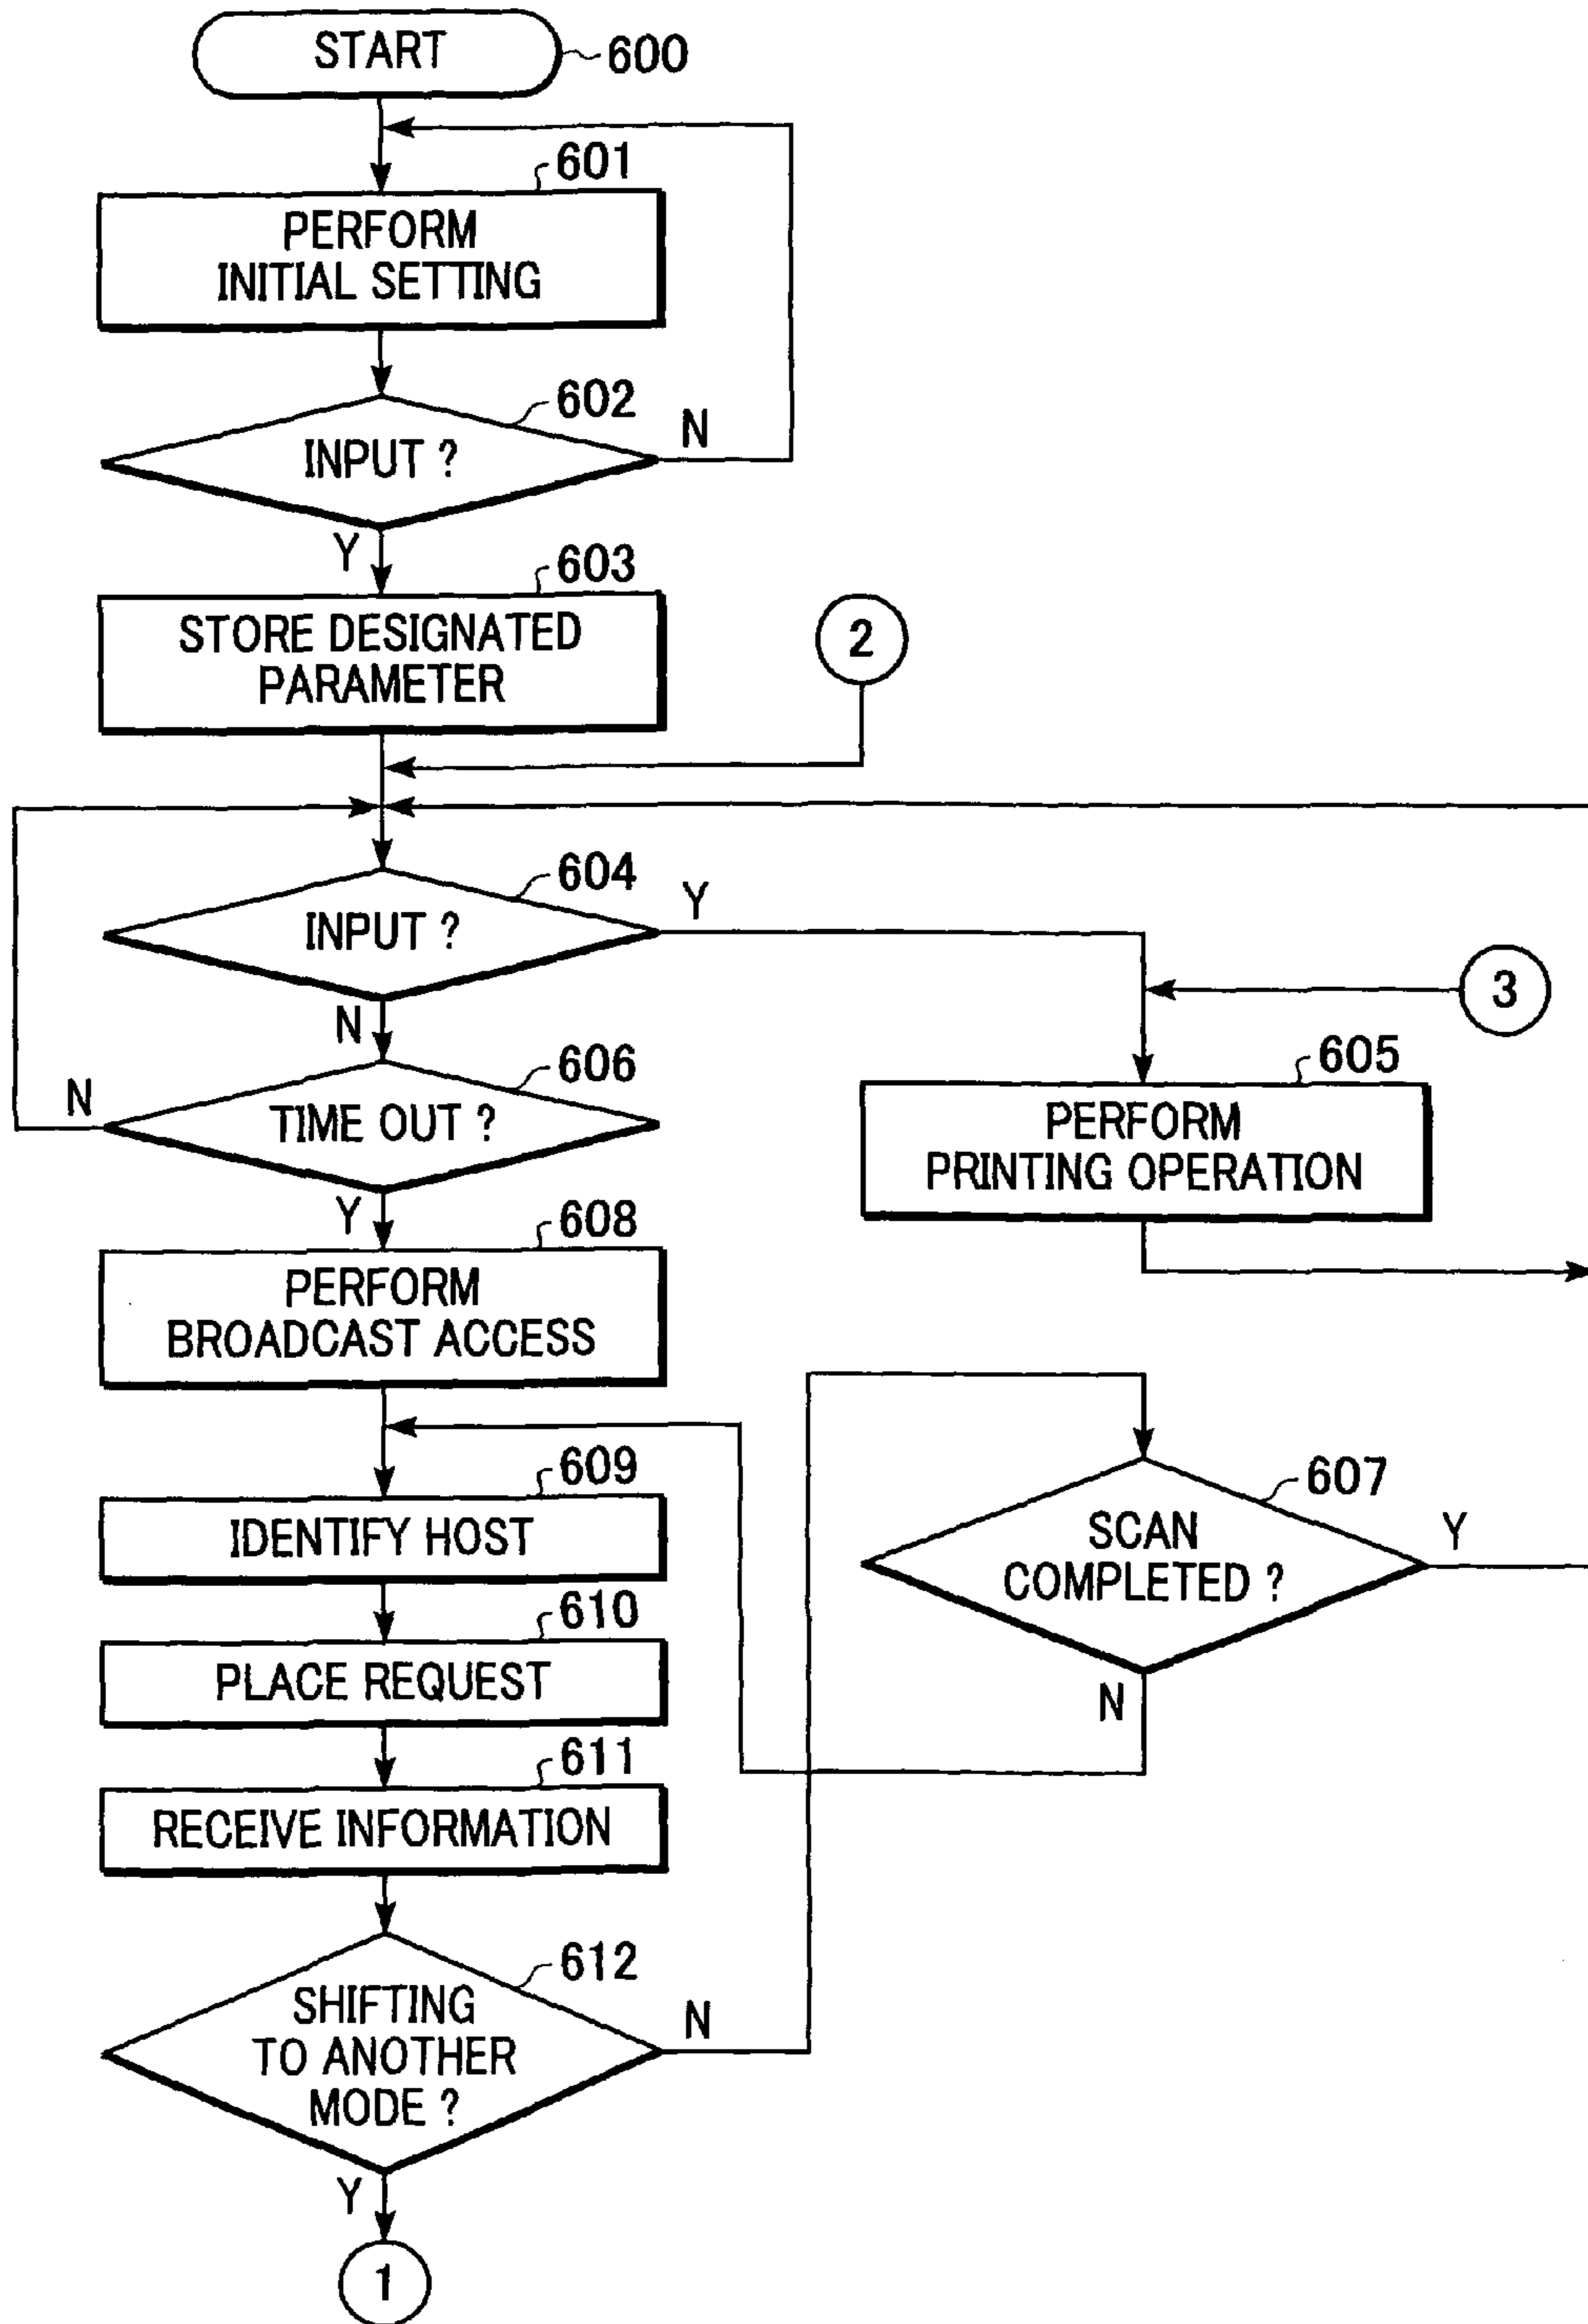 START
600
601
PERFORM
INITIAL SETTING
602
INPUT ?
N
Y
603
STORE DESIGNATED
PARAMETER
2
604
INPUT ?
Y
N
3
605
PERFORM
PRINTING OPERATION
606
TIME OUT ?
N
Y
608
PERFORM
BROADCAST ACCESS
609
IDENTIFY HOST
607
SCAN
COMPLETED ?
Y
N
610
PLACE REQUEST
611
RECEIVE INFORMATION
612
SHIFTING
TO ANOTHER
MODE ?
N
Y
1